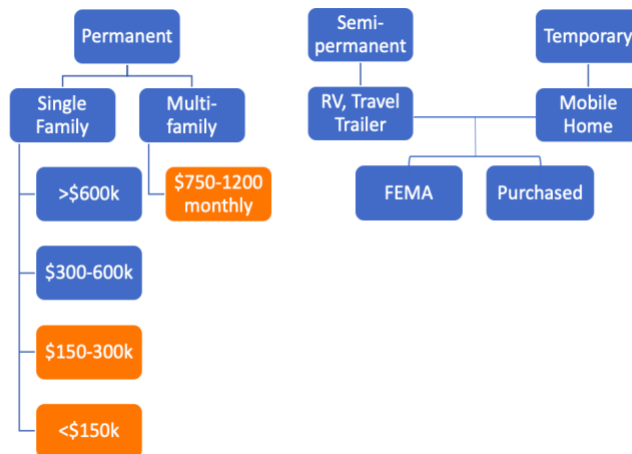 Permanent
Semi-
permanent
Temporary
Single
Family
Multi-
family
RV, Travel
Trailer
Mobile
Home
>$600k
$750-1200
monthly
FEMA
Purchased
$300-600k
$150-300k
<$150k